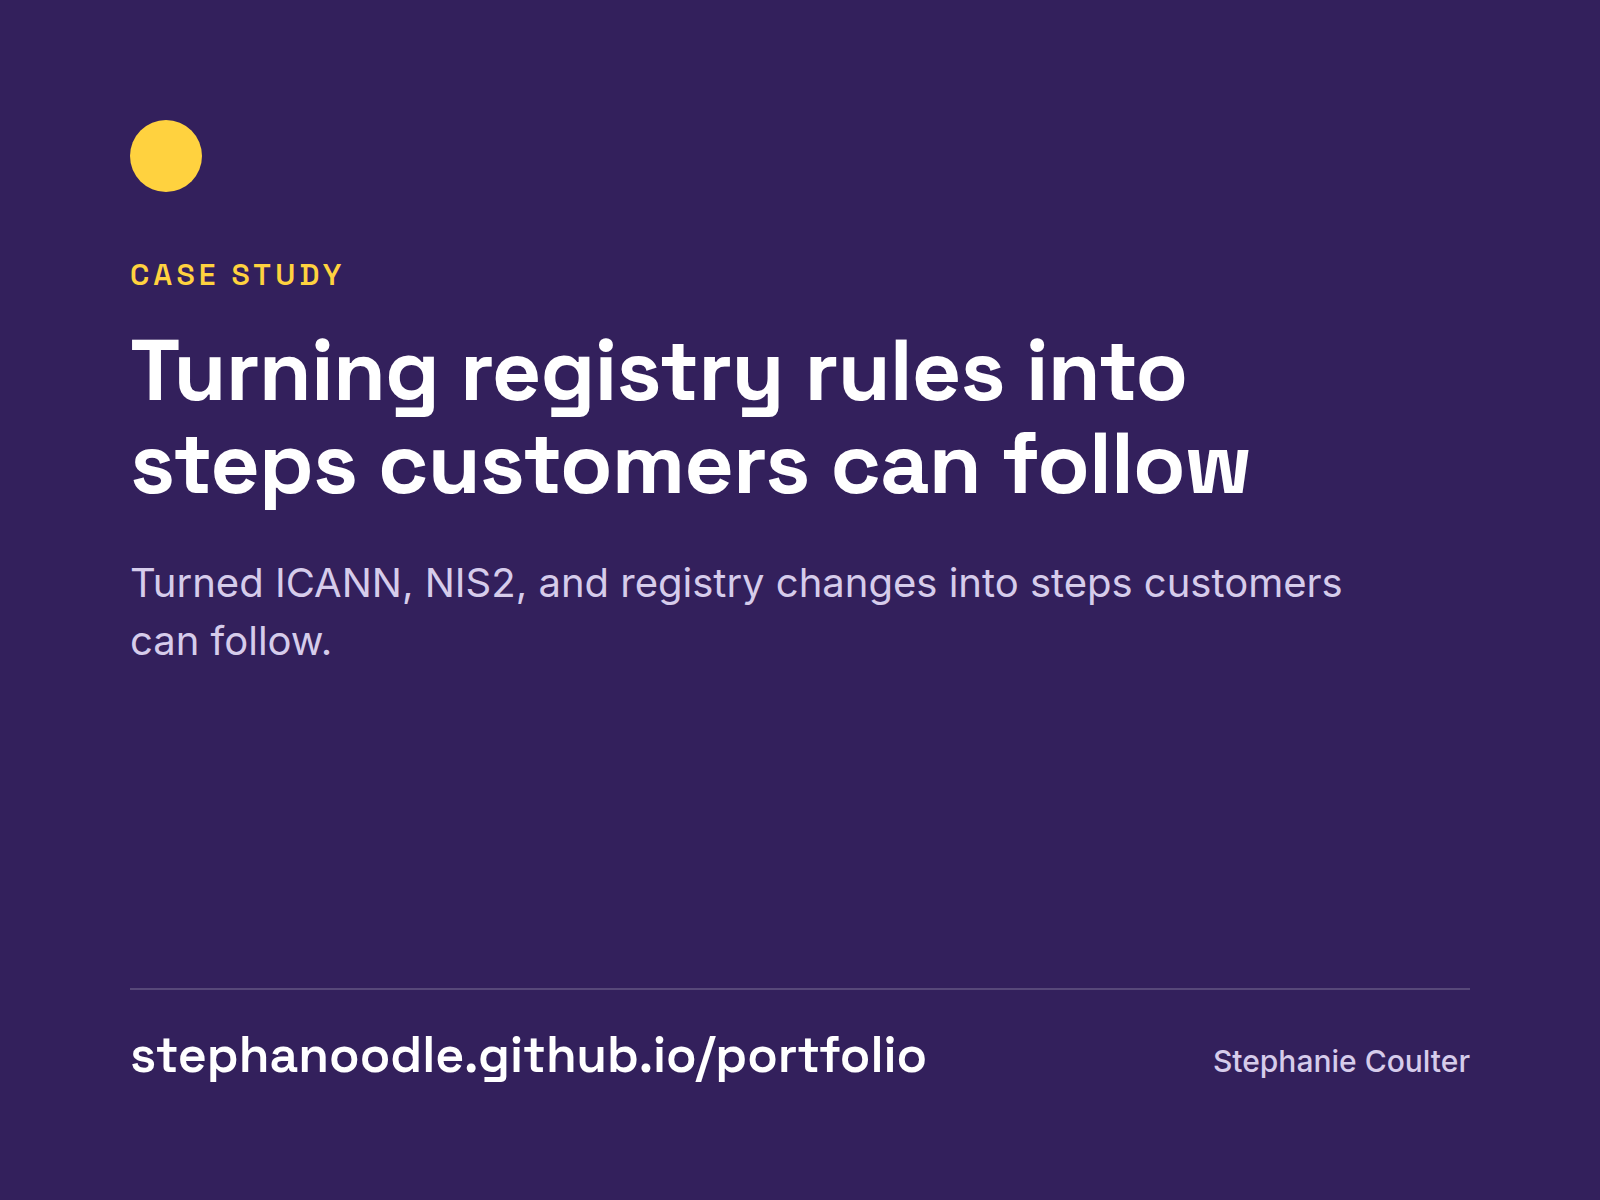 CASE STUDY
Turning registry rules into
steps customers can follow
Turned ICANN, NIS2, and registry changes into steps customers
can follow.
stephanoodle.github.io/portfolio
Stephanie Coulter